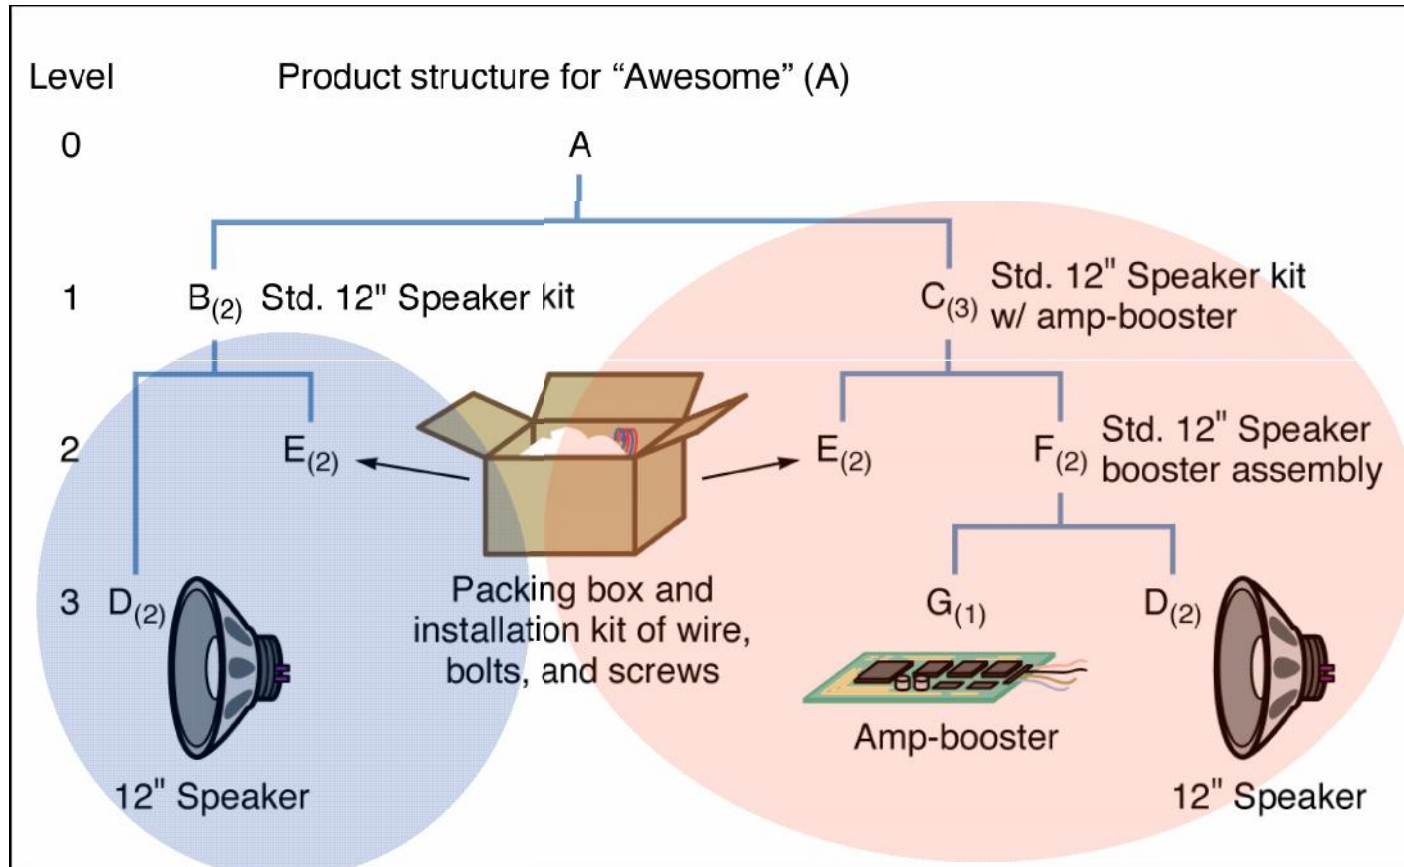 Level Product structure for “Awesome” (A)
0 A
1 B(2) Std. 12" Speaker kit C(3) Std. 12" Speaker kit
w/ amp-booster
2 E(2) E(2) F(2) Std. 12" Speaker
booster assembly
Packing box and
installation kit of wire,
bolts, and screws
3 D(2) G(1) D(2)
12" Speaker
Amp-booster
12" Speaker